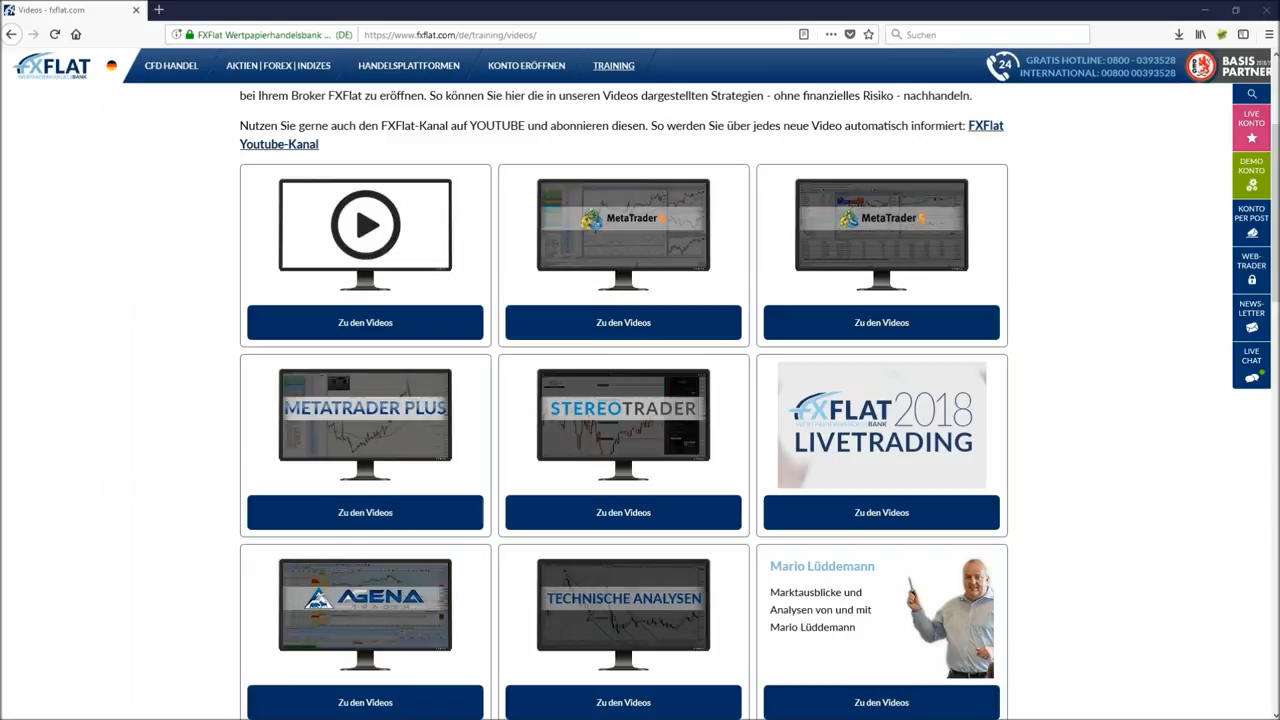 Videos - fxflat.com
FXFlat Wertpapierhandelsbank ... (DE)
https://www.fxflat.com/de/training/videos/
Suchen
FXFLAT
CFD HANDEL
AKTIEN | FOREX | INDIZES
HANDELSPLATTFORMEN
KONTO ERÖFFNEN
TRAINING
24
GRATIS HOTLINE: 0800 - 0393528
INTERNATIONAL: 00800 00393528
BASIS
PARTNER
bei Ihrem Broker FXFlat zu eröffnen. So können Sie hier die in unseren Videos dargestellten Strategien - ohne finanzielles Risiko - nachhandeln.
Nutzen Sie gerne auch den FXFlat-Kanal auf YOUTUBE und abonnieren diesen. So werden Sie über jedes neue Video automatisch informiert: FXFlat
Youtube-Kanal
LIVE
KONTO
DEMO
KONTO
KONTO
PER POST
WEB-
TRADER
NEWS-
LETTER
LIVE
CHAT
MetaTrader
MetaTrader 5
Zu den Videos
Zu den Videos
Zu den Videos
METATRADER PLUS
STEREOTRADER
FXFLAT 2018
LIVETRADING
Zu den Videos
Zu den Videos
Zu den Videos
AGENA
TECHNISCHE ANALYSEN
Mario Lüddemann
Marktausblicke und
Analysen von und mit
Mario Lüddemann
Zu den Videos
Zu den Videos
Zu den Videos